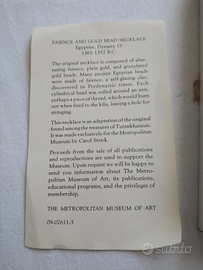 FAIENCE AND GOLD BEAD NECKLACE
Egyptian, Dynasty 18
1361-1352 B.C.
The original necklace is composed of alter-
nating faience, plain gold, and granulated
gold beads. Many ancient Egyptian beads
were made of faience, a self-glazing clay,
discovered in Predynastic times. Each
cylindrical bead was rolled around an axis,
perhaps a piece of thread, which would burn
out when fired in the kiln, leaving a hole for
stringing.
This necklace is an adaptation of the original
found among the treasures of Tutankhamun.
It was made exclusively for the Metropolitan
Museum by Carol Strick.
Proceeds from the sale of all publications
and reproductions are used to support the
Museum. Upon request we will be happy to
send you information about The Metro-
politan Museum of Art, its publications,
educational programs, and the privileges of
membership.
THE METROPOLITAN MUSEUM OF ART
09-02611-3
subito